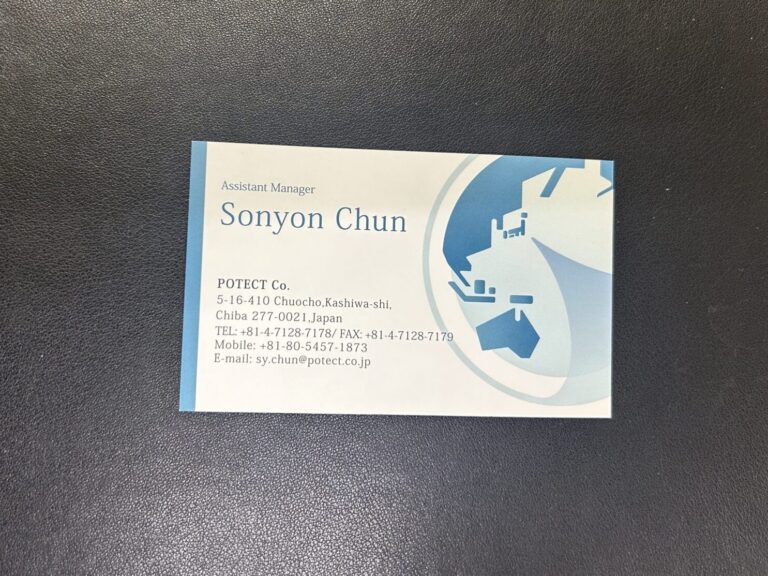 Assistant Manager
Sonyon Chun
POTECT Co.
5-16-410 Chuocho,Kashiwa-shi,
Chiba 277-0021,Japan
TEL: +81-4-7128-7178/ FAX: +81-4-7128-7179
Mobile: +81-80-5457-1873
E-mail: sy.chun@potect.co.jp